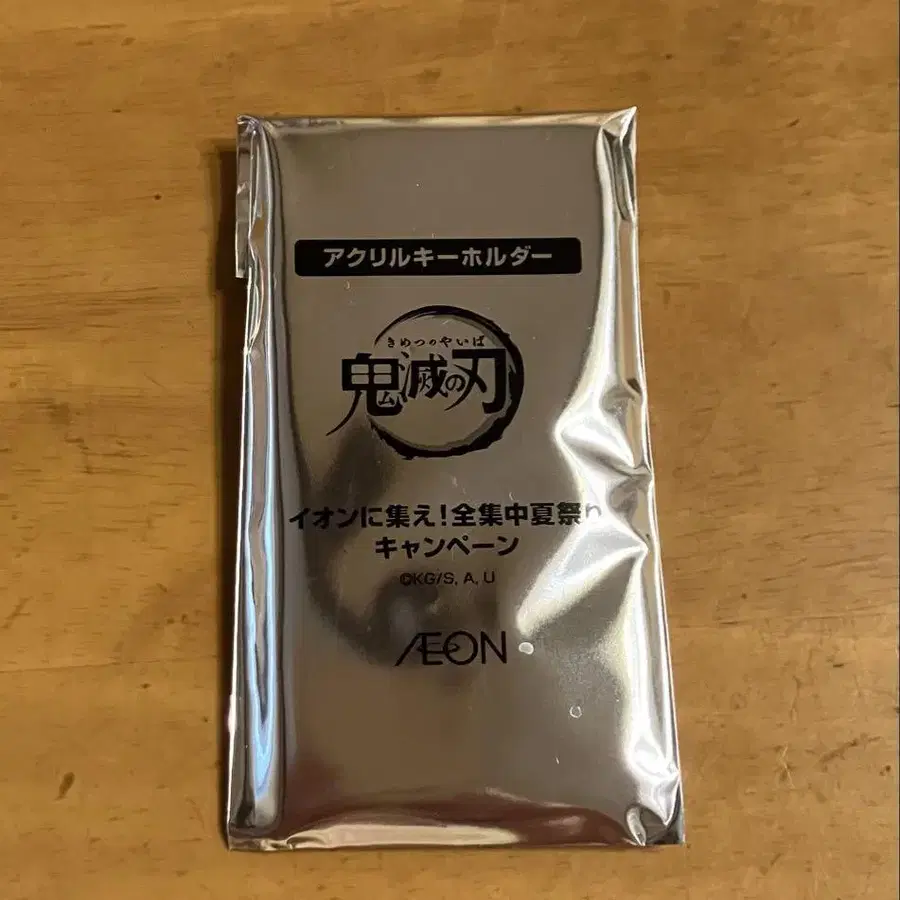 アクリルキーホルダー
きめつのやいば
鬼滅の刃
イオンに集え！全集中夏祭り
キャンペーン
©KG/S, A, U
ÆON